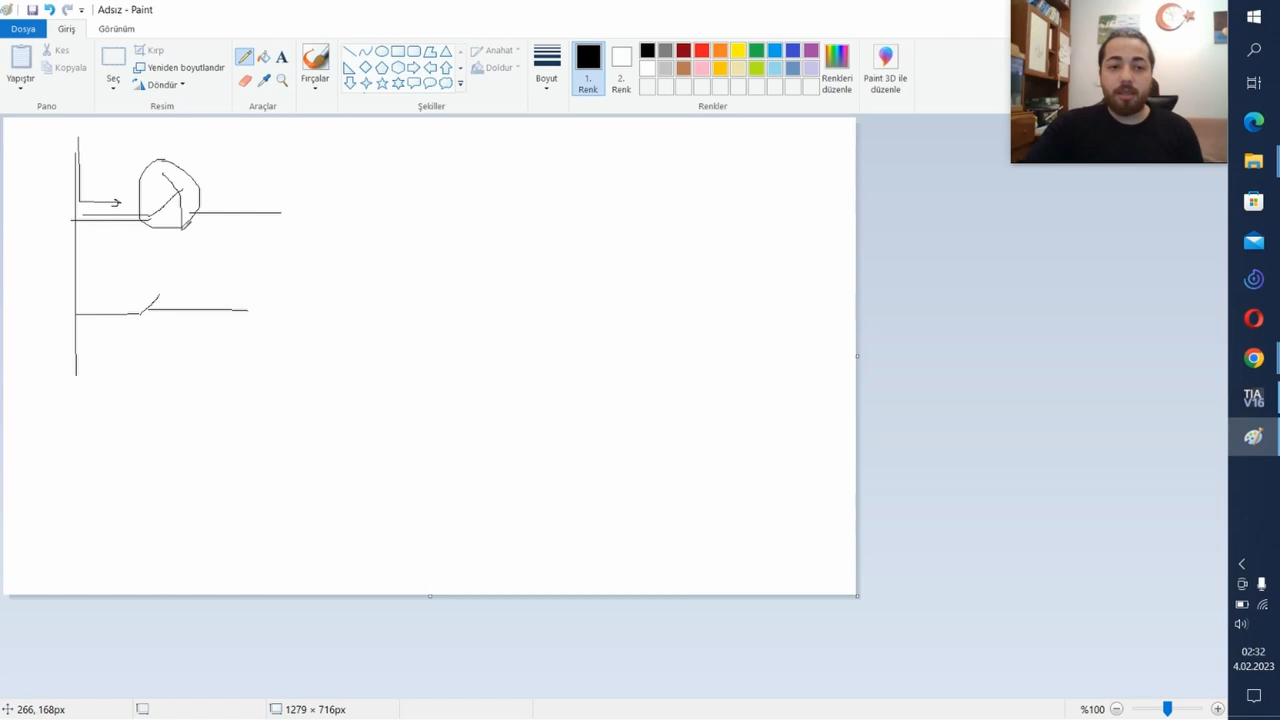 Adsız - Paint
Dosya
Giriş
Görünüm
Yapıştır
Kes
Kopyala
Pano
Seç
Kırp
Yeniden boyutlandır
Döndür
Resim
A
Araçlar
Fırçalar
Anahat
Doldur
Şekiller
Boyut
1.
Renk
2.
Renk
Renkleri
düzenle
Paint 3D ile
düzenle
Renkler
TIA
V16
02:32
4.02.2023
266, 168px
1279 × 716px
%100